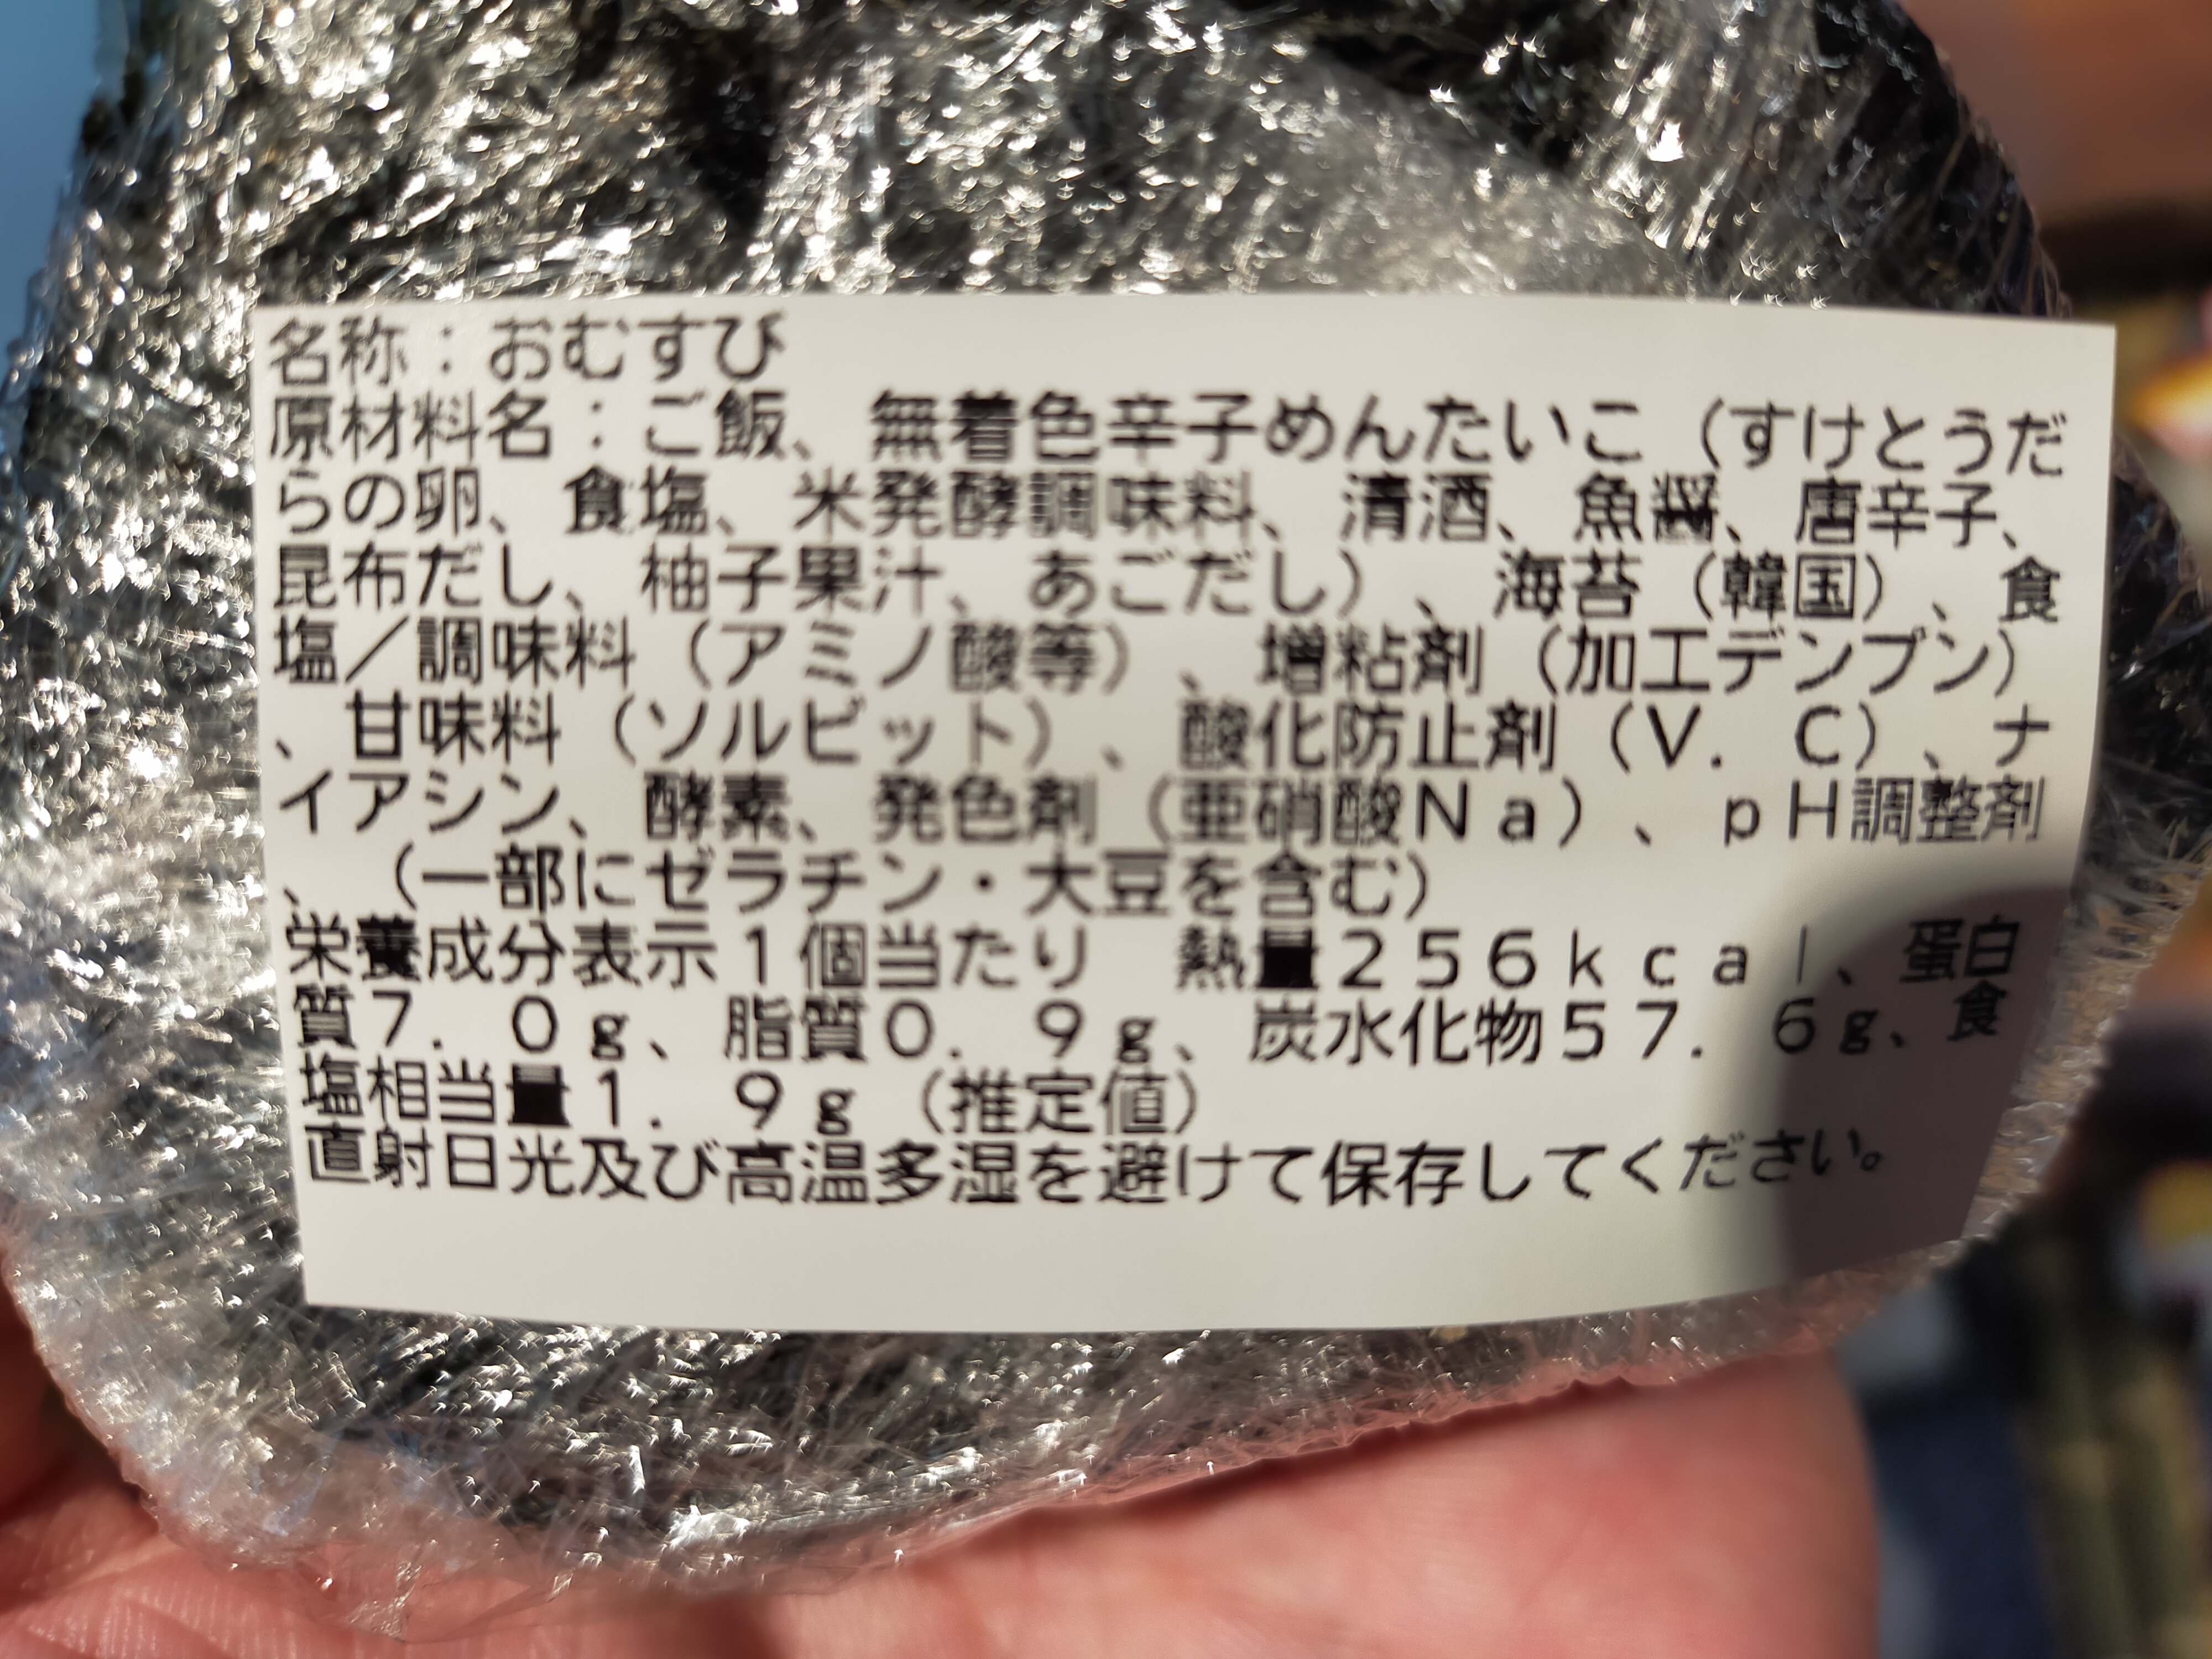 名称：おむすび
原材料名：ご飯、無着色辛子めんたいこ（すけとうだ
らの卵、食塩、米発酵調味料、清酒、魚醤、唐辛子、
昆布だし、柚子果汁、あごだし）、海苔（韓国）、食
塩／調味料（アミノ酸等）、増粘剤（加工デンプン）
、甘味料（ソルビット）、酸化防止剤（V．C）、ナ
イアシン、酵素、発色剤（亜硝酸Na）、pH調整剤
、（一部にゼラチン・大豆を含む）
栄養成分表示1個当たり　熱量256kcal、蛋白
質7．0g、脂質0．9g、炭水化物57．6g、食
塩相当量1．9g（推定値）
直射日光及び高温多湿を避けて保存してください。